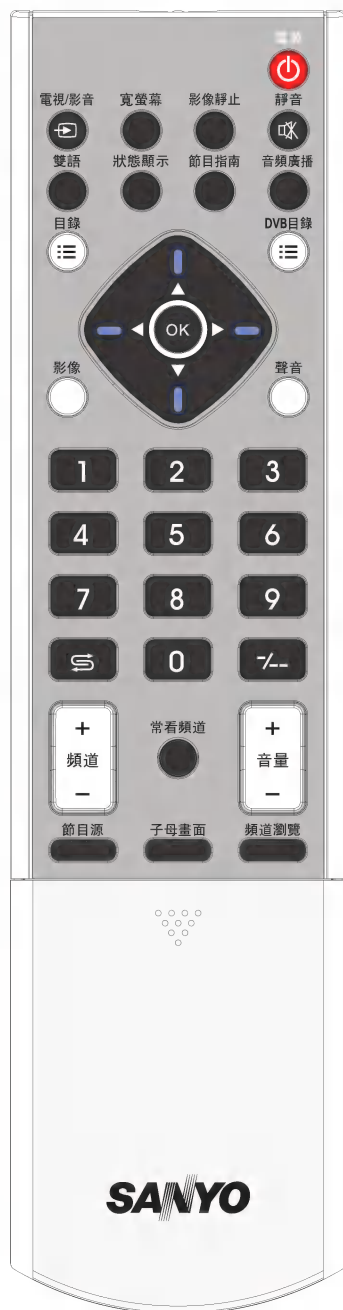 電視/影音 寬螢幕 影像靜止 靜音
雙語 狀態顯示 節目指南 音頻廣播
目錄 DVB目錄
OK
影像 聲音
1 2 3
4 5 6
7 8 9
0 -/--
+ 常看頻道 +
頻道 音量
− −
節目源 子母畫面 頻道瀏覽
SANYO